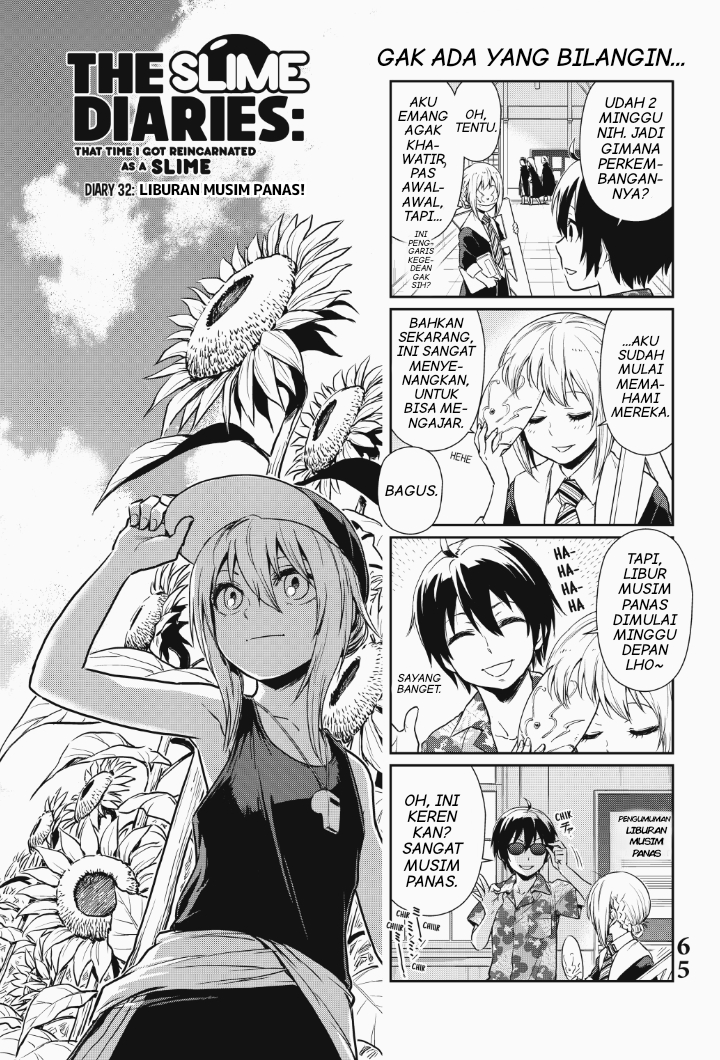 THE SLIME
DIARIES:
THAT TIME I GOT REINCARNATED
AS A SLIME
DIARY 32: LIBURAN MUSIM PANAS!
GAK ADA YANG BILANGIN...
UDAH 2
MINGGU
NIH. JADI
GIMANA
PERKEM-
BANGAN-
NYA?
OH,
TENTU.
AKU
EMANG
AGAK
KHA-
WATIR,
PAS
AWAL-
AWAL,
TAPI...
INI
PENG-
GARIS
KEGE-
DEAN
GAK
SIH?
...AKU
SUDAH
MULAI
MEMA-
HAMI
MEREKA.
BAHKAN
SEKARANG,
INI SANGAT
MENYE-
NANGKAN,
UNTUK
BISA ME-
NGAJAR.
HEHE
BAGUS.
TAPI,
LIBUR
MUSIM
PANAS
DIMULAI
MINGGU
DEPAN
LHO~
HA-
HA-
HA-
HA
SAYANG
BANGET.
OH, INI
KEREN
KAN?
SANGAT
MUSIM
PANAS.
CHIK
PENGUMUMAN
LIBURAN
MUSIM
PANAS
CHIK
CHIIIK
CHIIIK
CHIK
65